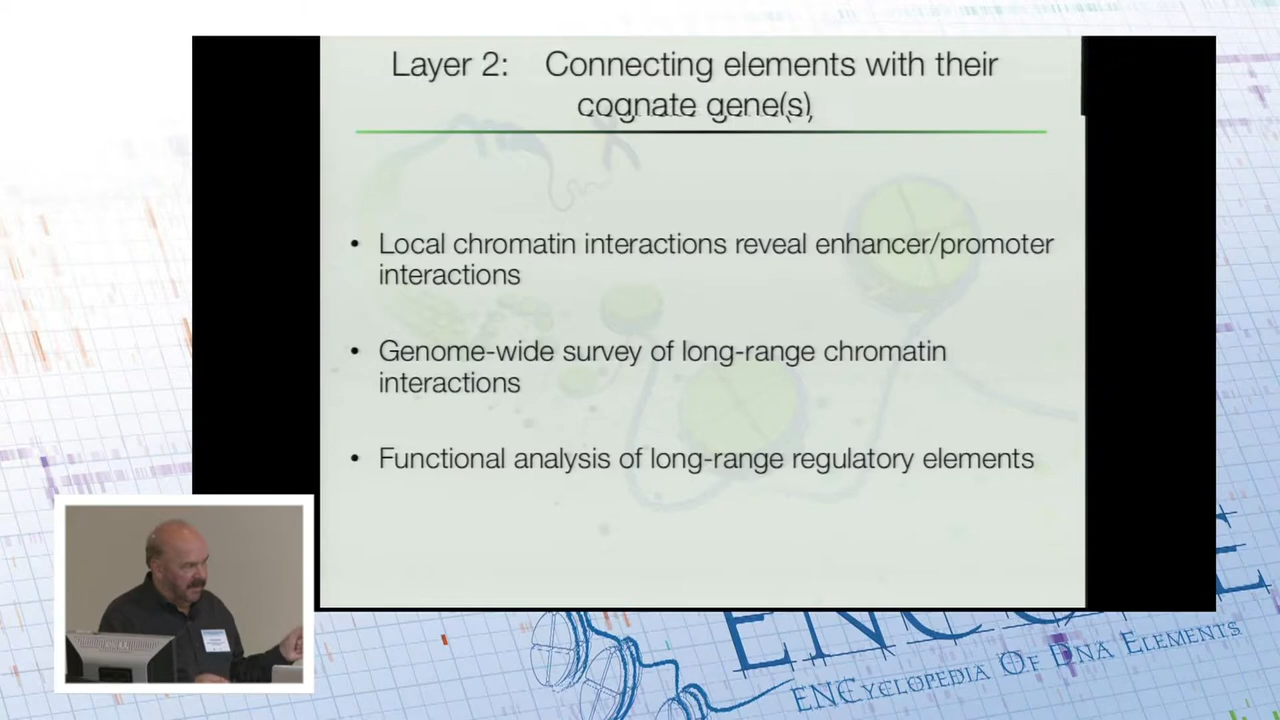 Layer 2: Connecting elements with their
cognate gene(s)
• Local chromatin interactions reveal enhancer/promoter
interactions
• Genome-wide survey of long-range chromatin
interactions
• Functional analysis of long-range regulatory elements
ENCyclopedia Of Dna Elements